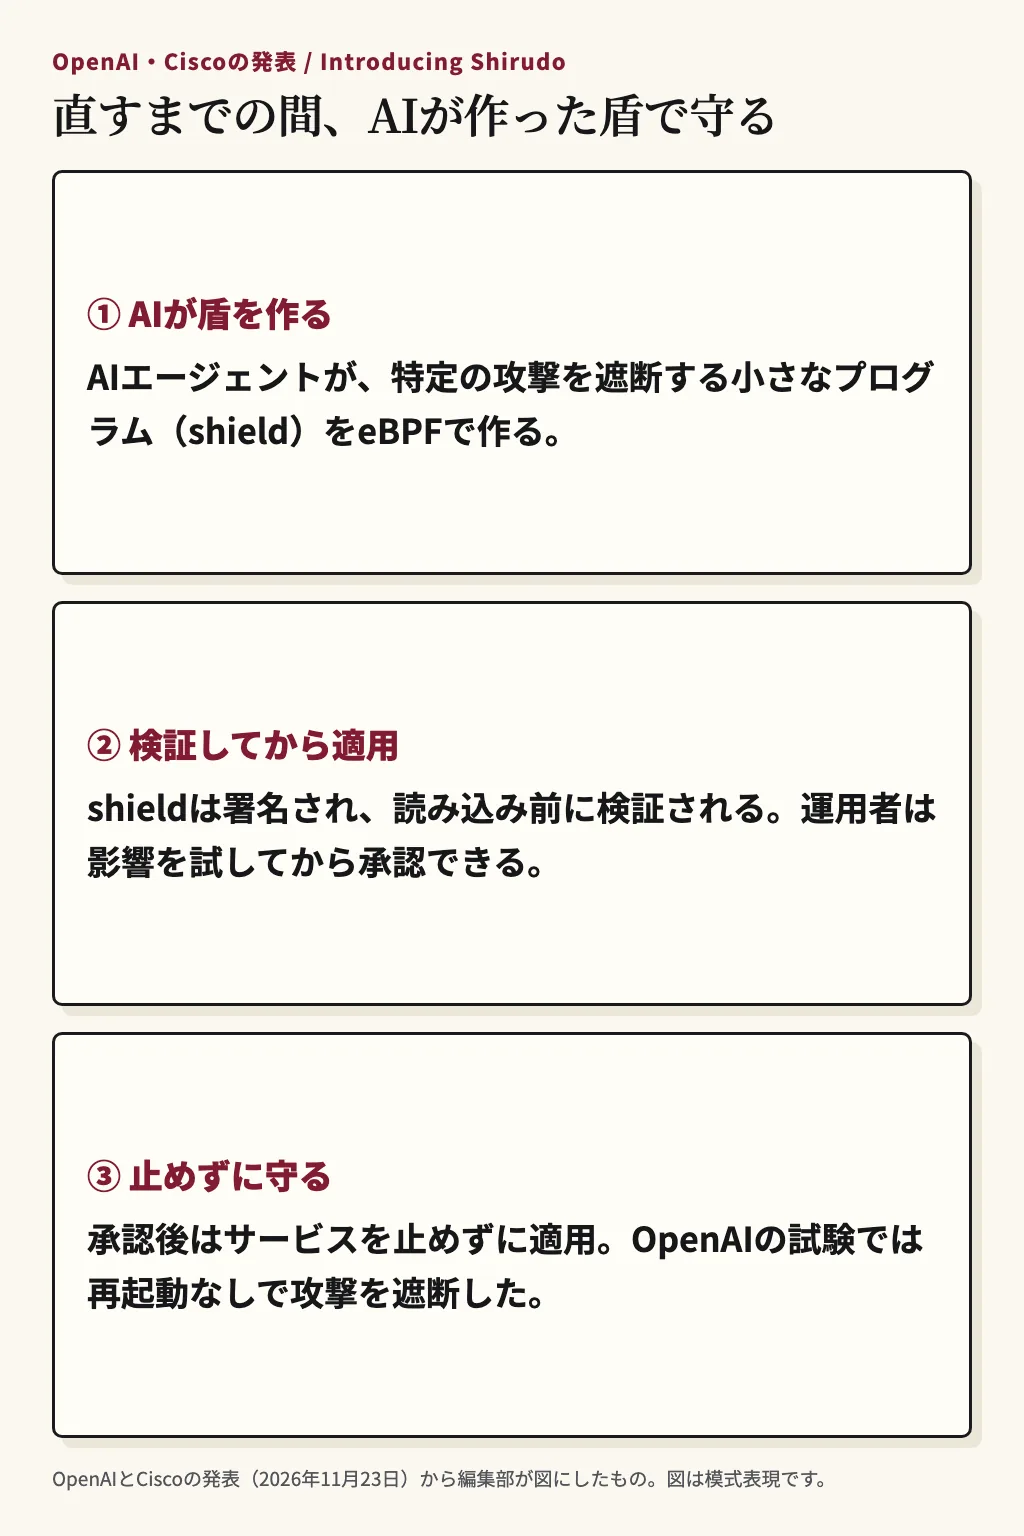 OpenAI・Ciscoの発表 / Introducing Shirudo
直すまでの間、AIが作った盾で守る
① AIが盾を作る
AIエージェントが、特定の攻撃を遮断する小さなプログ
ラム（shield）をeBPFで作る。
② 検証してから適用
shieldは署名され、読み込み前に検証される。運用者は
影響を試してから承認できる。
③ 止めずに守る
承認後はサービスを止めずに適用。OpenAIの試験では
再起動なしで攻撃を遮断した。
OpenAIとCiscoの発表（2026年11月23日）から編集部が図にしたもの。図は模式表現です。